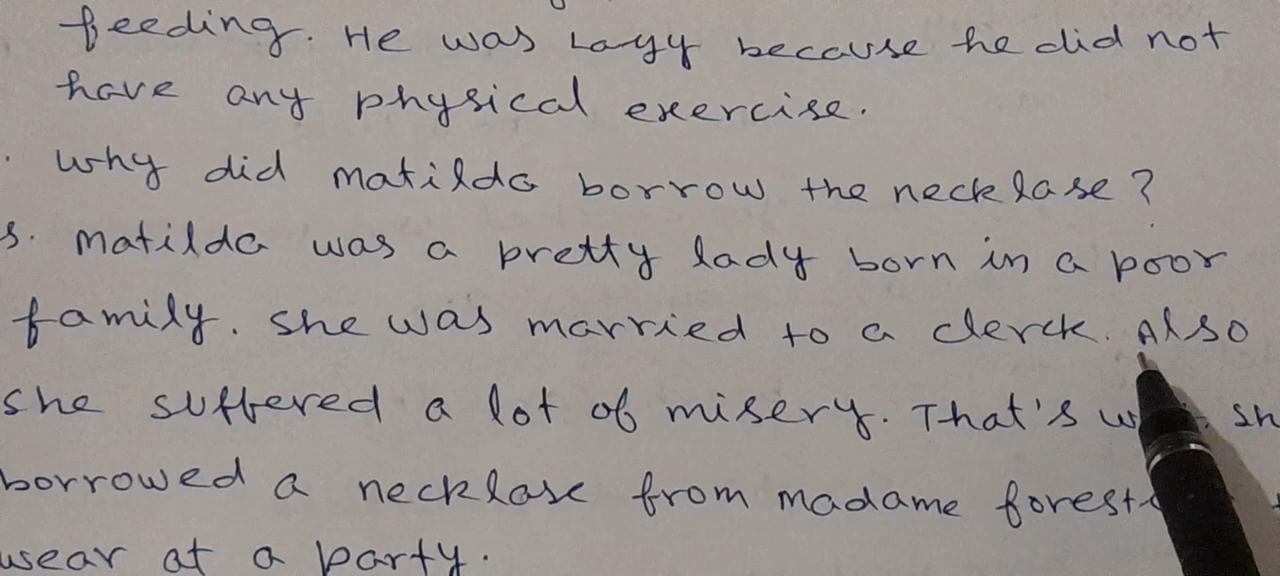 feeding. He was Layy because he did not
have any physical exercise.
. Why did Matilda borrow the necklase?
s. Matilda was a pretty lady born in a poor
family. She was married to a clerck. Also
she suffered a lot of misery. That's
borrowed a necklase from madame
wear at a party.